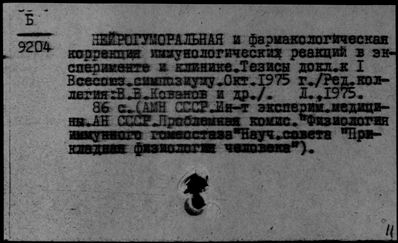 Б
9204
НЕЙРОГУМОРАЛЬНАЯ и фармакологическая
коррекция иммунологических реакций в эк-
сперименте и клинике.Тезисы докл.к I
Всесоюз симпозиуму.Окт.1975 г./Ред.кол-
легия:В.В.Кованов и др./. Л.,1975.
86 с.(АМН СССР.Ин-т эксперим.медици-
ны.АН СССР.Проблемная комис."Физиология
иммунного гомеостаза"Науч.совета "При-
кладная физиология человека").